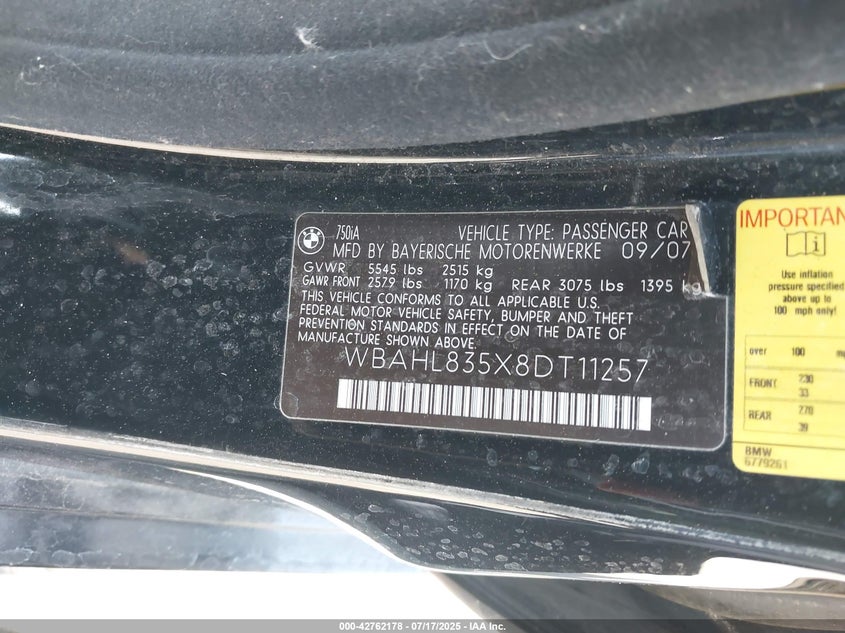 BMW
750iA VEHICLE TYPE: PASSENGER CAR
MFD BY BAYERISCHE MOTORENWERKE 09/07
GVWR 5545 lbs 2515 kg
GAWR FRONT 2579 lbs 1170 kg REAR 3075 lbs 1395 kg
THIS VEHICLE CONFORMS TO ALL APPLICABLE U.S.
FEDERAL MOTOR VEHICLE SAFETY, BUMPER AND THEFT
PREVENTION STANDARDS IN EFFECT ON THE DATE OF
MANUFACTURE SHOWN ABOVE.
WBAHL835X8DT11257
IMPORTAN
i
Use inflation
pressure specified
above up to
100 mph only!
over 100 mp
FRONT 230
33
REAR 270
39
BMW
6779261
000-42762178 - 07/17/2025 - IAA Inc.